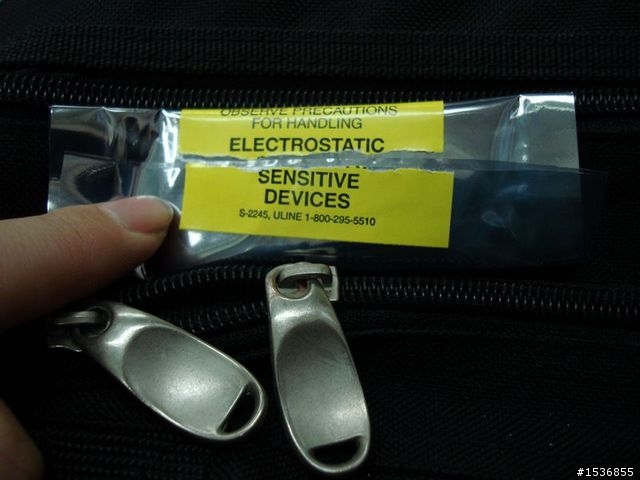 OBSERVE PRECAUTIONS
FOR HANDLING
ELECTROSTATIC
SENSITIVE
DEVICES
S-2245, ULINE 1-800-295-5510
#1536855